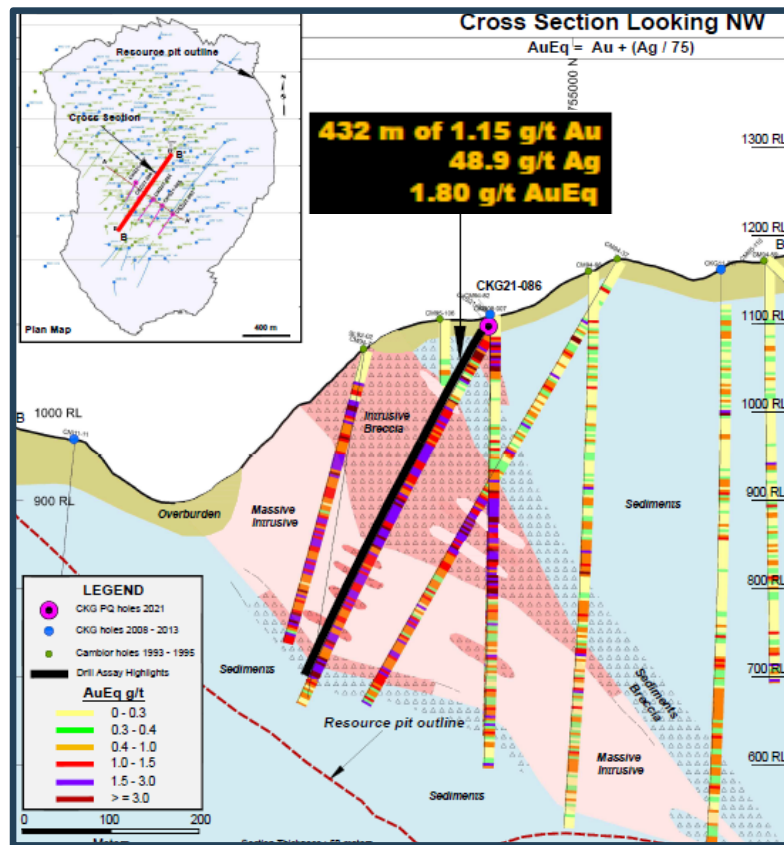 Cross Section Looking NW
AuEq = Au + (Ag / 75)
755000 N
Resource pit outline
Cross Section
B
B
A
Plan Map
400 m
432 m of 1.15 g/t Au
48.9 g/t Ag
1.80 g/t AuEq
1300 RL
1200 RL
B
CKG21-086
1100 RL
1000 RL
B
1000 RL
Intrusive
Breccia
900 RL
900 RL
Overburden
Massive
Intrusive
Sediments
800 RL
LEGEND
CKG PQ holes 2021
CKG holes 2008 - 2013
Cambior holes 1993 - 1995
Drill Assay Highlights
AuEq g/t
0 - 0.3
0.3 - 0.4
0.4 - 1.0
1.0 - 1.5
1.5 - 3.0
> = 3.0
Sediments
700 RL
Sediments
Breccia
Resource pit outline
Massive
Intrusive
600 RL
Sediments
0 100 200